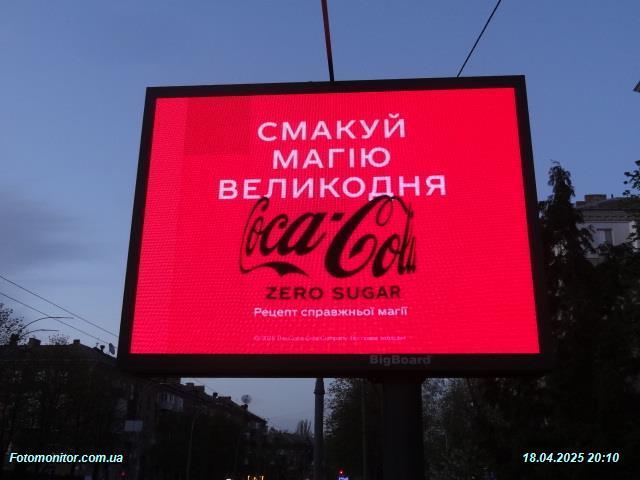 СМАКУЙ
МАГІЮ
ВЕЛИКОДНЯ
Coca-Cola
ZERO SUGAR
Рецепт справжньої магії
BigBoard
Fotomonitor.com.ua
18.04.2025 20:10